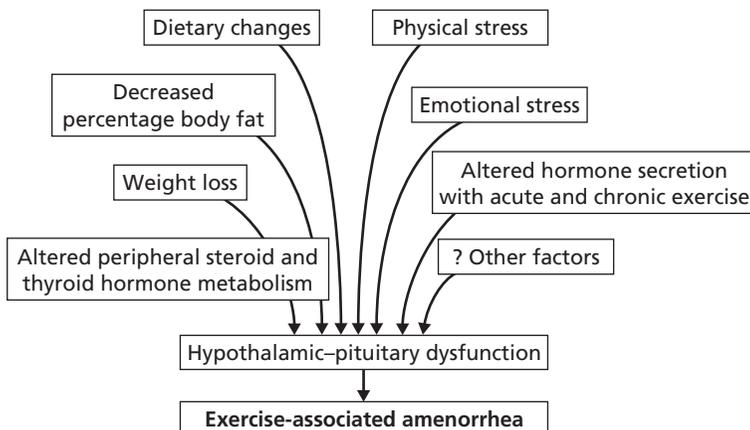 Dietary changes
Physical stress
Decreased
percentage body fat
Emotional stress
Altered hormone secretion
with acute and chronic exercise
Weight loss
Altered peripheral steroid and
thyroid hormone metabolism
? Other factors
Hypothalamic–pituitary dysfunction
Exercise-associated amenorrhea